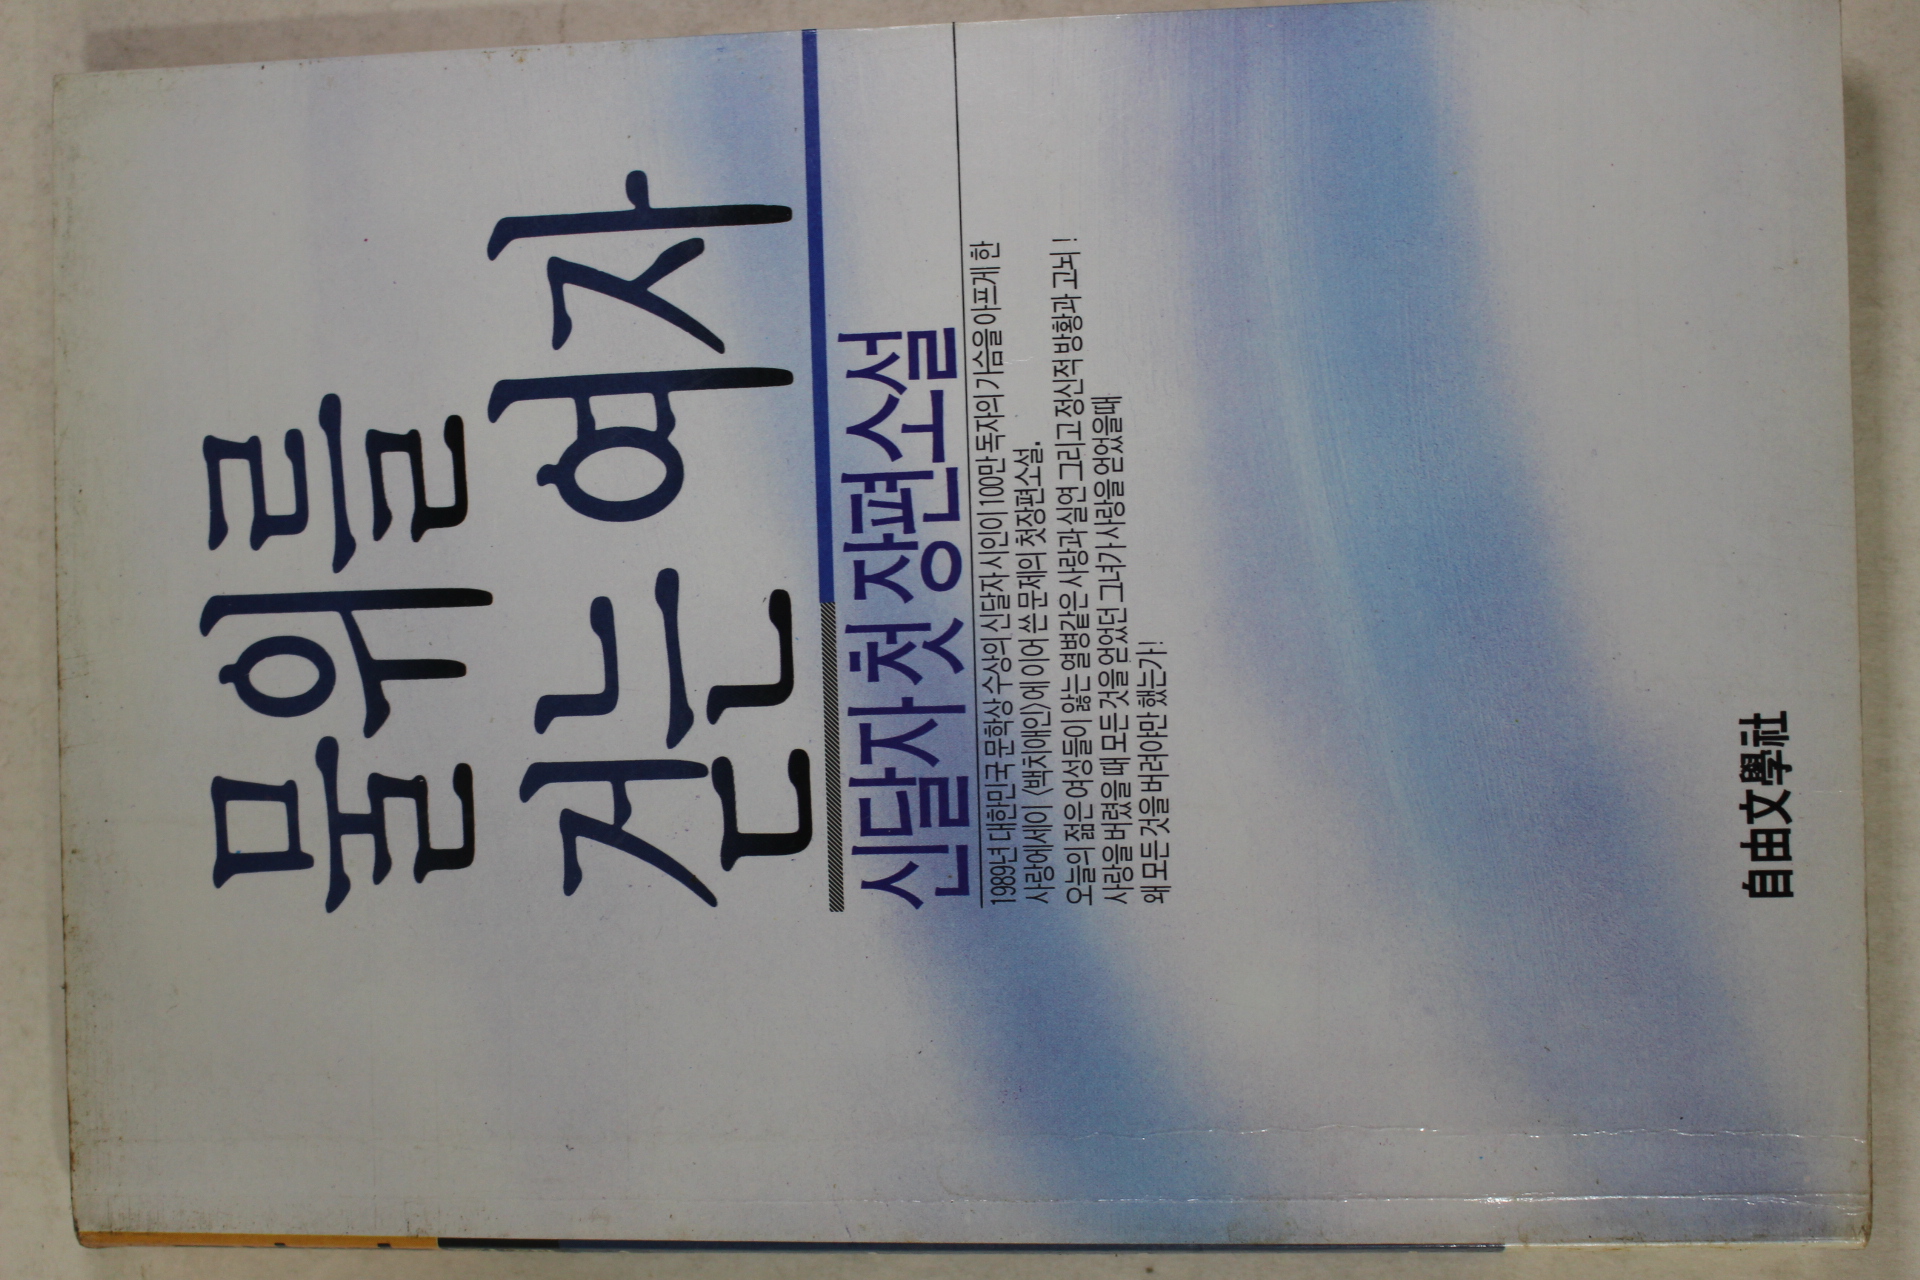 물위를
걷는 여자
신달자 첫 장편소설
1989년 대한민국 문학상 수상의 신달자 시인이 100만 독자의 가슴을 아프게 한
사랑에세이 〈백치애인〉에 이어 쓴 문제의 첫장편소설.
오늘의 젊은 여성들이 앓는 열병같은 사랑과 실연 그리고 정신적 방황과 고뇌!
사랑을 버렸을 때 모든 것을 얻었던 그녀가 사랑을 얻었을때
왜 모든 것을 버려야만 했는가!
自由文學社